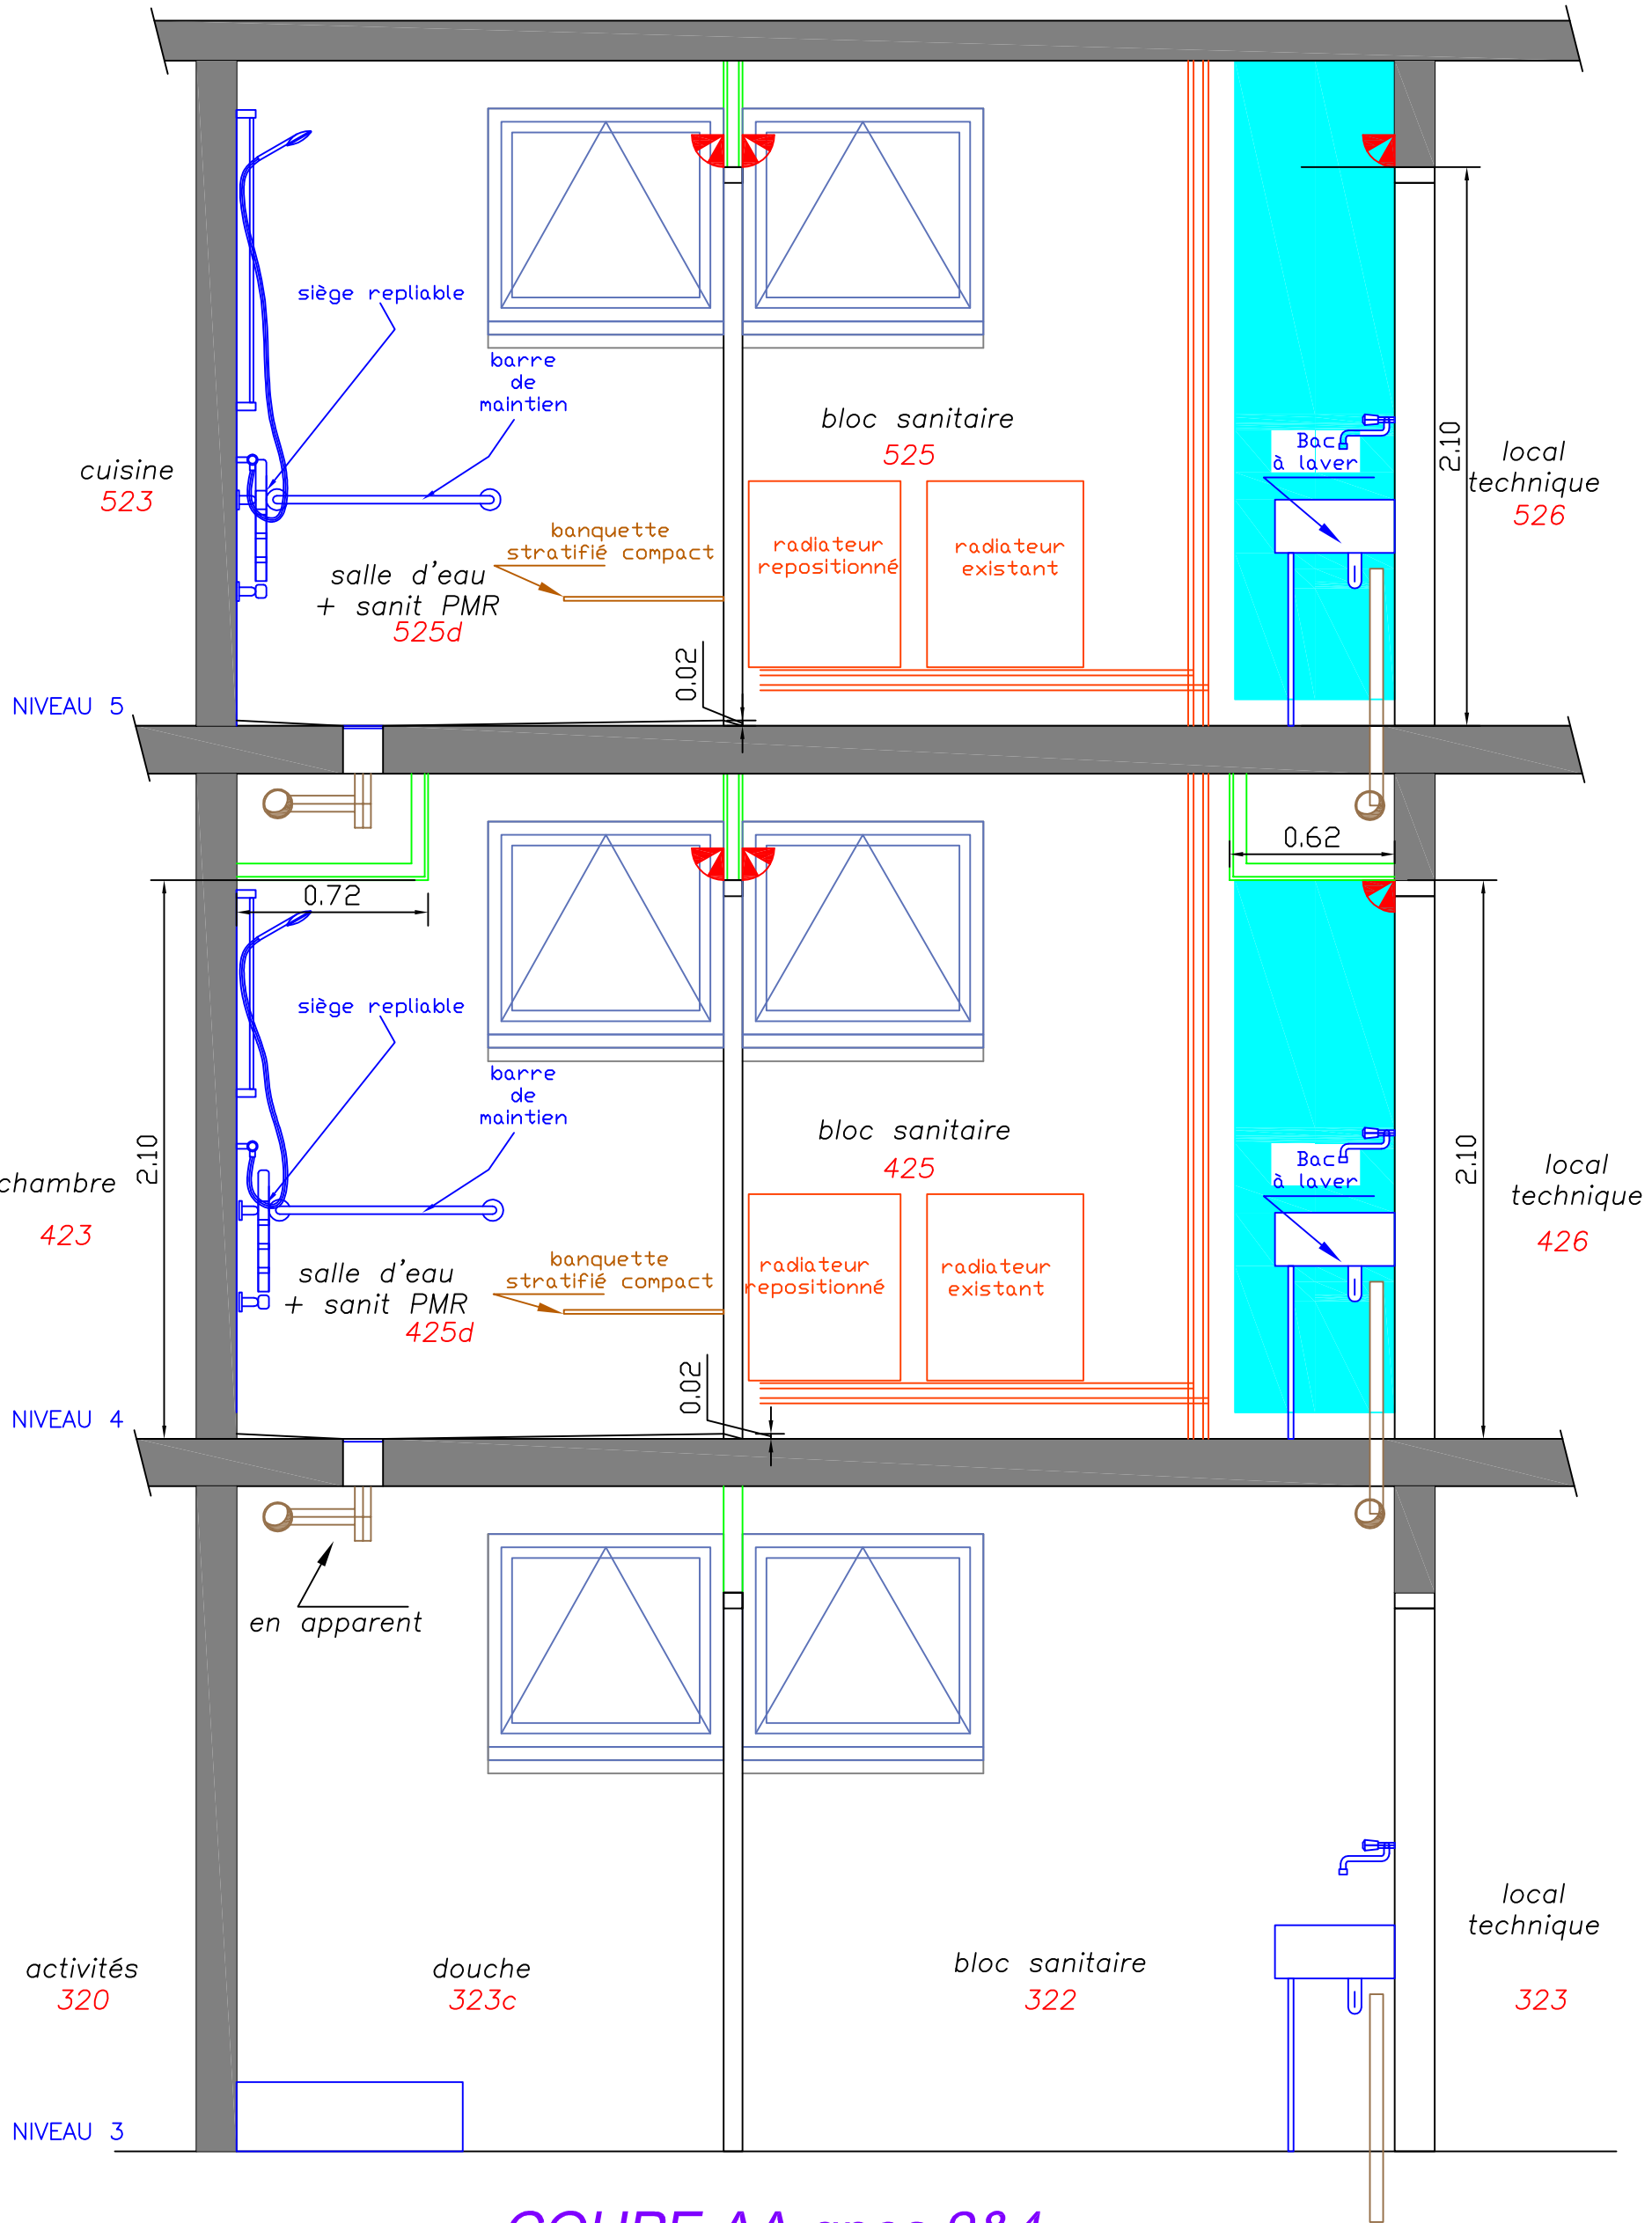 siège repliable
barre
de
maintien
bloc sanitaire
525
cuisine
523
Bac
à laver
2.10
local
technique
526
banquette
stratifié compact
radiateur
repositionné
radiateur
existant
salle d'eau
+ sanit PMR
525d
0.02
NIVEAU 5
0.62
0.72
siège repliable
barre
de
maintien
bloc sanitaire
425
2.10
chambre
423
Bac
à laver
2.10
local
technique
426
banquette
stratifié compact
radiateur
repositionné
radiateur
existant
salle d'eau
+ sanit PMR
425d
0.02
NIVEAU 4
en apparent
local
technique
323
activités
320
douche
323c
bloc sanitaire
322
NIVEAU 3
COUPE AA